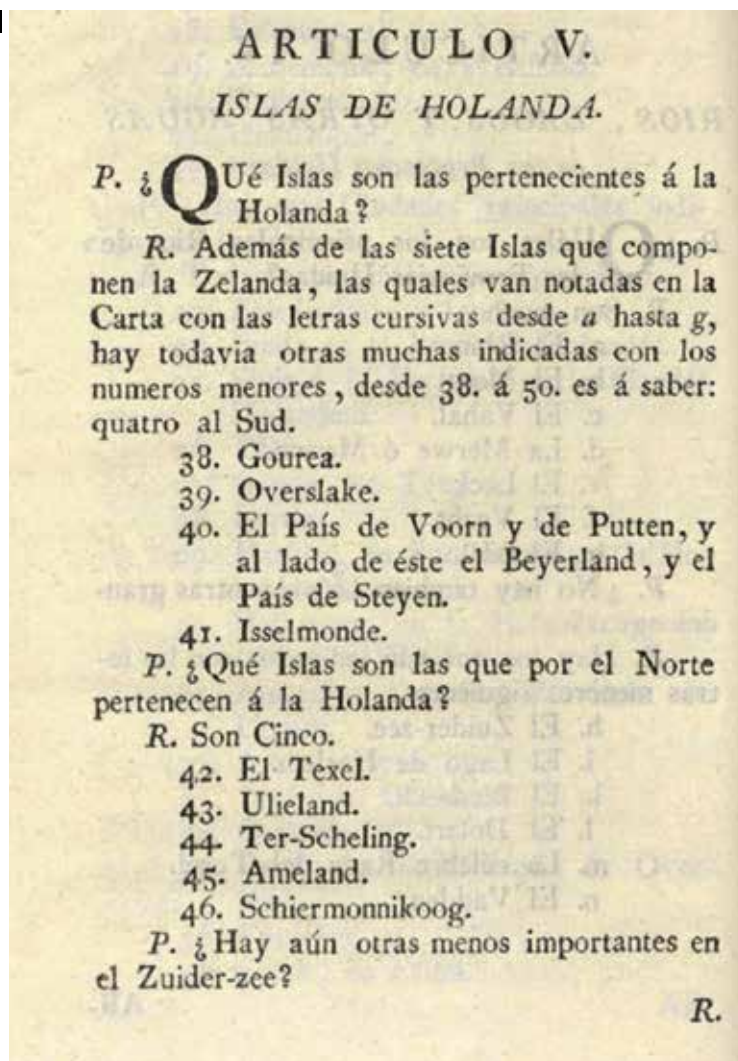 ARTICULO V.
ISLAS DE HOLANDA.
P. ¿QUé Islas son las pertenecientes á la
Holanda?
R. Además de las siete Islas que compo-
nen la Zelanda, las quales van notadas en la
Carta con las letras cursivas desde a hasta g,
hay todavia otras muchas indicadas con los
numeros menores, desde 38. á 50. es á saber:
quatro al Sud.
38. Gourea.
39. Overslake.
40. El País de Voorn y de Putten, y
al lado de éste el Beyerland, y el
País de Steyen.
41. Isselmonde.
P. ¿Qué Islas son las que por el Norte
pertenecen á la Holanda?
R. Son Cinco.
42. El Texel.
43. Ulieland.
44. Ter-Scheling.
45. Ameland.
46. Schiermonnikoog.
P. ¿Hay aún otras menos importantes en
el Zuider-zee?
R.